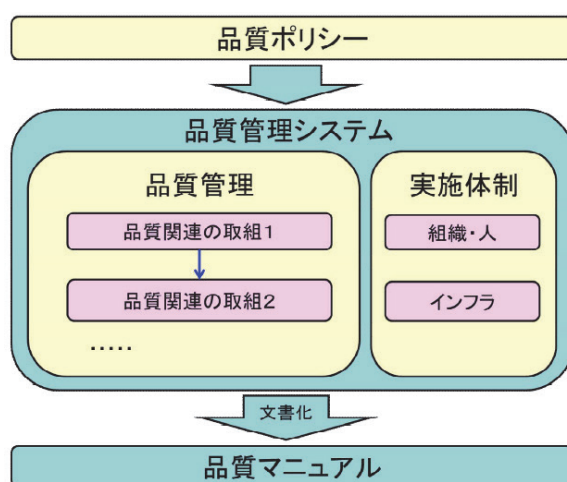 品質ポリシー
品質管理システム
品質管理
実施体制
品質関連の取組1
組織・人
品質関連の取組2
インフラ
.....
文書化
品質マニュアル